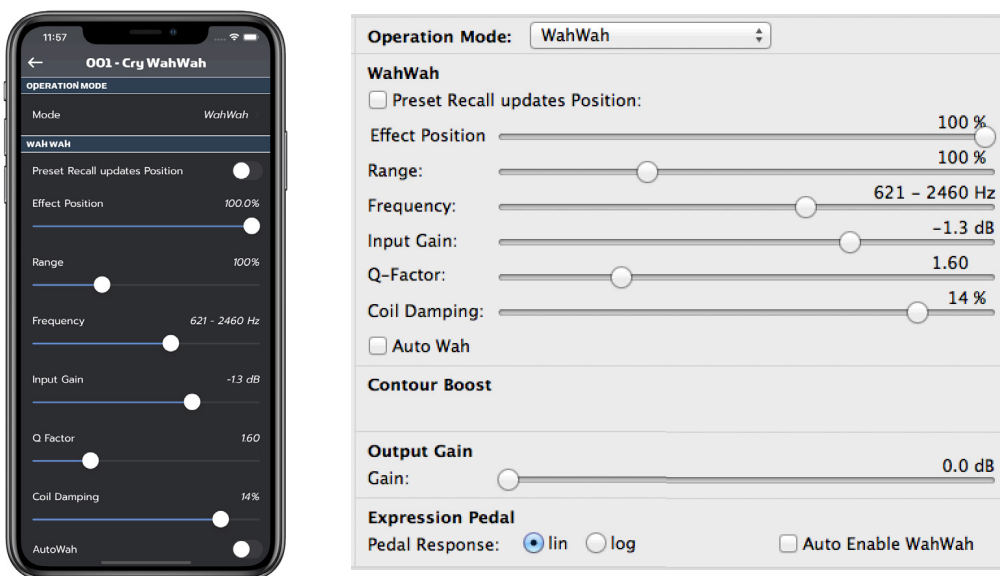 11:57
001 - Cry WahWah
OPERATION MODE
Mode WahWah
WAH WAH
Preset Recall updates Position
Effect Position 100.0%
Range 100%
Frequency 621 - 2460 Hz
Input Gain -1.3 dB
Q Factor 1.60
Coil Damping 14%
AutoWah
Operation Mode: WahWah
WahWah
Preset Recall updates Position:
Effect Position 100 %
Range: 100 %
Frequency: 621 - 2460 Hz
Input Gain: -1.3 dB
Q-Factor: 1.60
Coil Damping: 14 %
Auto Wah
Contour Boost
Output Gain
Gain: 0.0 dB
Expression Pedal
Pedal Response: lin log Auto Enable WahWah